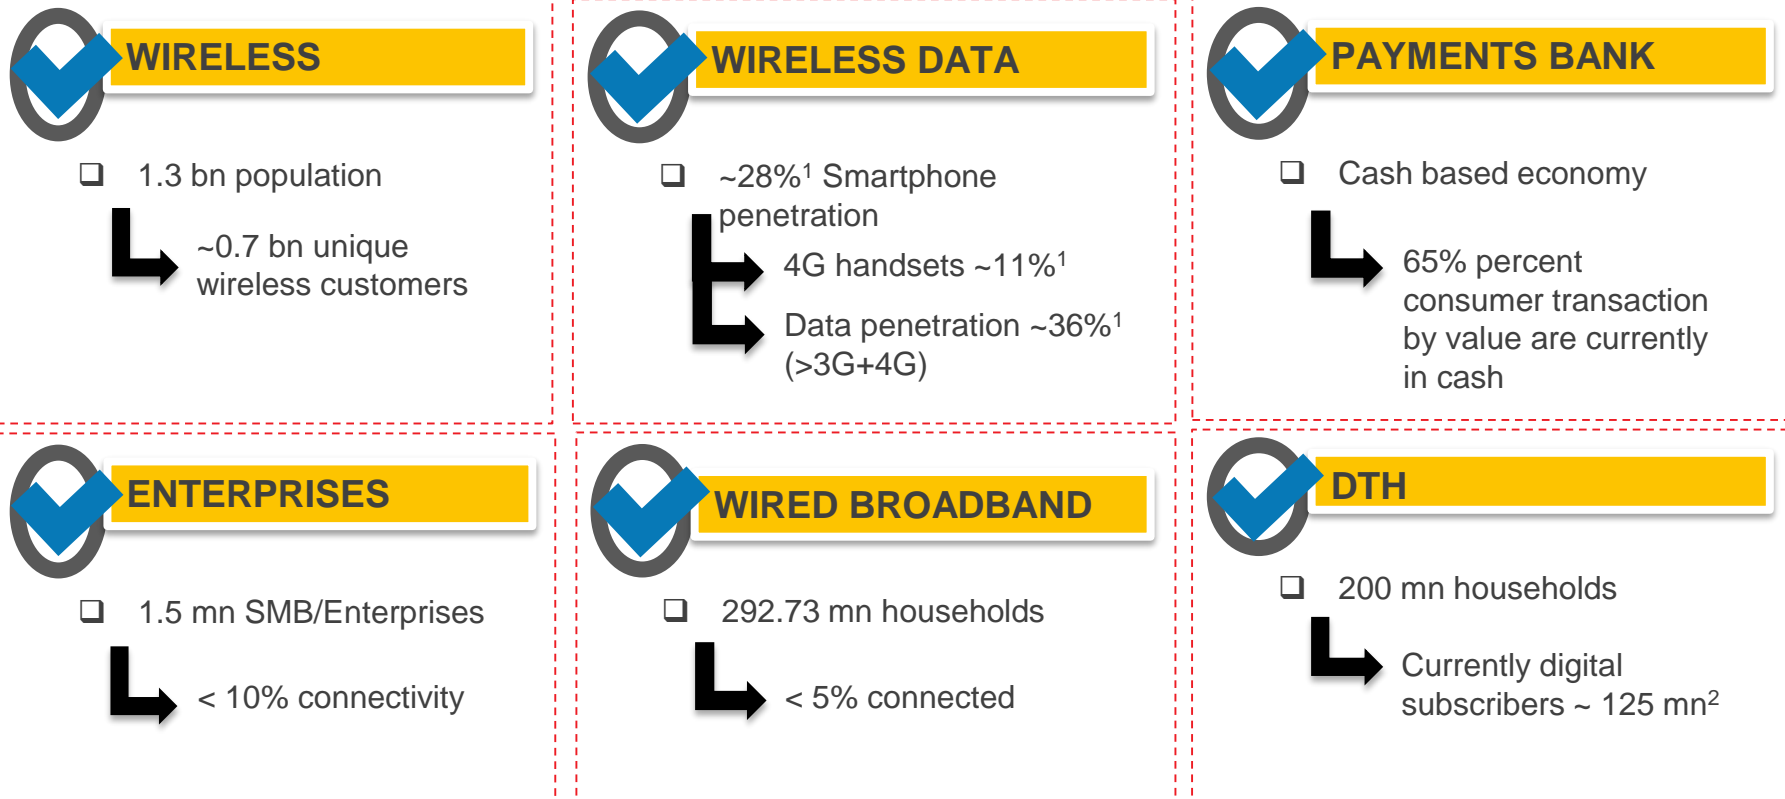 WIRELESS
❑ 1.3 bn population
~0.7 bn unique
wireless customers
WIRELESS DATA
❑ ~28%¹ Smartphone
penetration
4G handsets ~11%¹
Data penetration ~36%¹
(>3G+4G)
PAYMENTS BANK
❑ Cash based economy
65% percent
consumer transaction
by value are currently
in cash
ENTERPRISES
❑ 1.5 mn SMB/Enterprises
< 10% connectivity
WIRED BROADBAND
❑ 292.73 mn households
< 5% connected
DTH
❑ 200 mn households
Currently digital
subscribers ~ 125 mn²